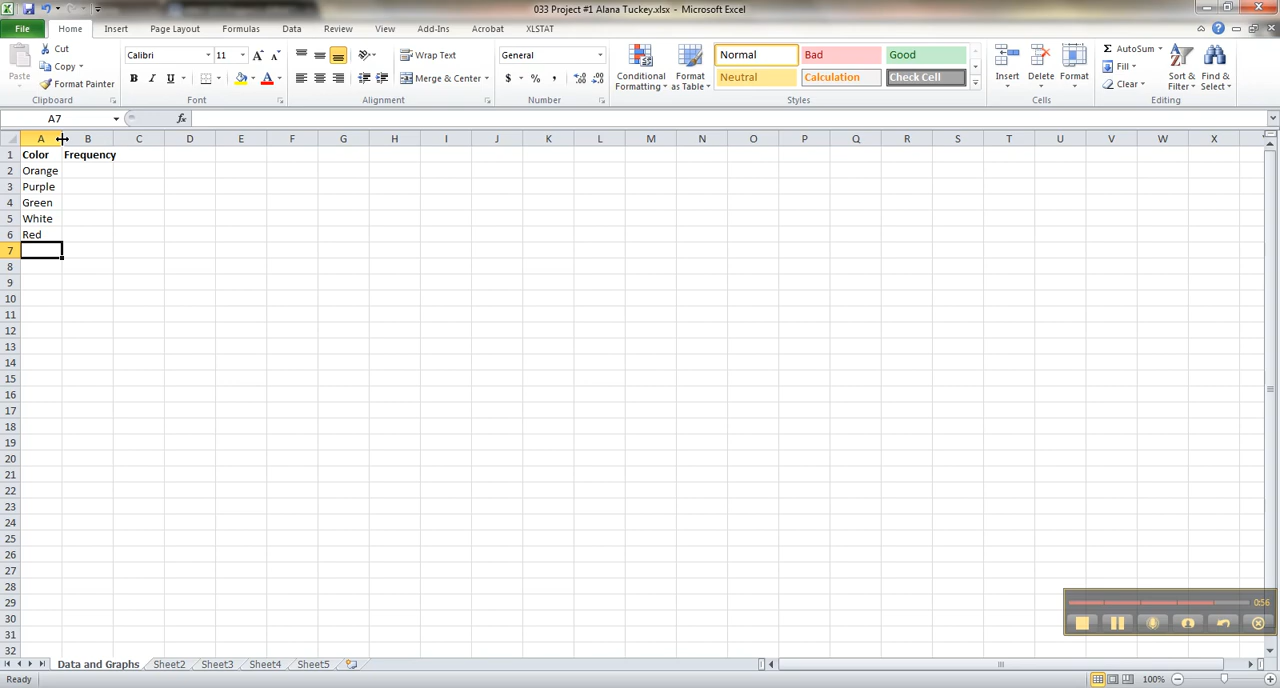 033 Project #1 Alana Tuckey.xlsx - Microsoft Excel
File Home Insert Page Layout Formulas Data Review View Add-Ins Acrobat XLSTAT
Paste Cut Copy Format Painter Clipboard
Calibri 11 B I U A A A Font
Wrap Text Merge & Center Alignment
General $ % , Number
Conditional Formatting Format as Table Normal Bad Good Neutral Calculation Check Cell Styles
Insert Delete Format Cells
Σ AutoSum Fill Clear Sort & Filter Find & Select Editing
A7 fx
A B C D E F G H I J K L M N O P Q R S T U V W X
1 Color Frequency
2 Orange
3 Purple
4 Green
5 White
6 Red
7
8
9
10
11
12
13
14
15
16
17
18
19
20
21
22
23
24
25
26
27
28
29
30
31
32
0:56
Data and Graphs Sheet2 Sheet3 Sheet4 Sheet5
Ready 100%